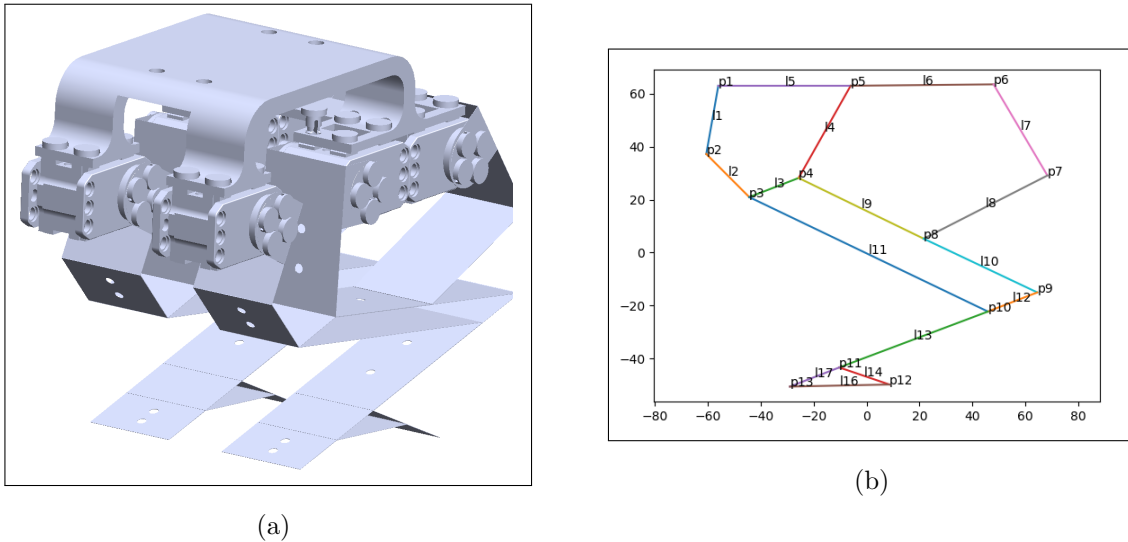 p1 l5 p5 l6 p6
l1 l4 l7
p2
l2 l3 p4 p7
p3 l9 l8
p8
l11 l10
p9
l12
p10
l13
p11
l17 l14
p13 l16 p12
60
40
20
0
−20
−40
−80 −60 −40 −20 0 20 40 60 80
(a)
(b)